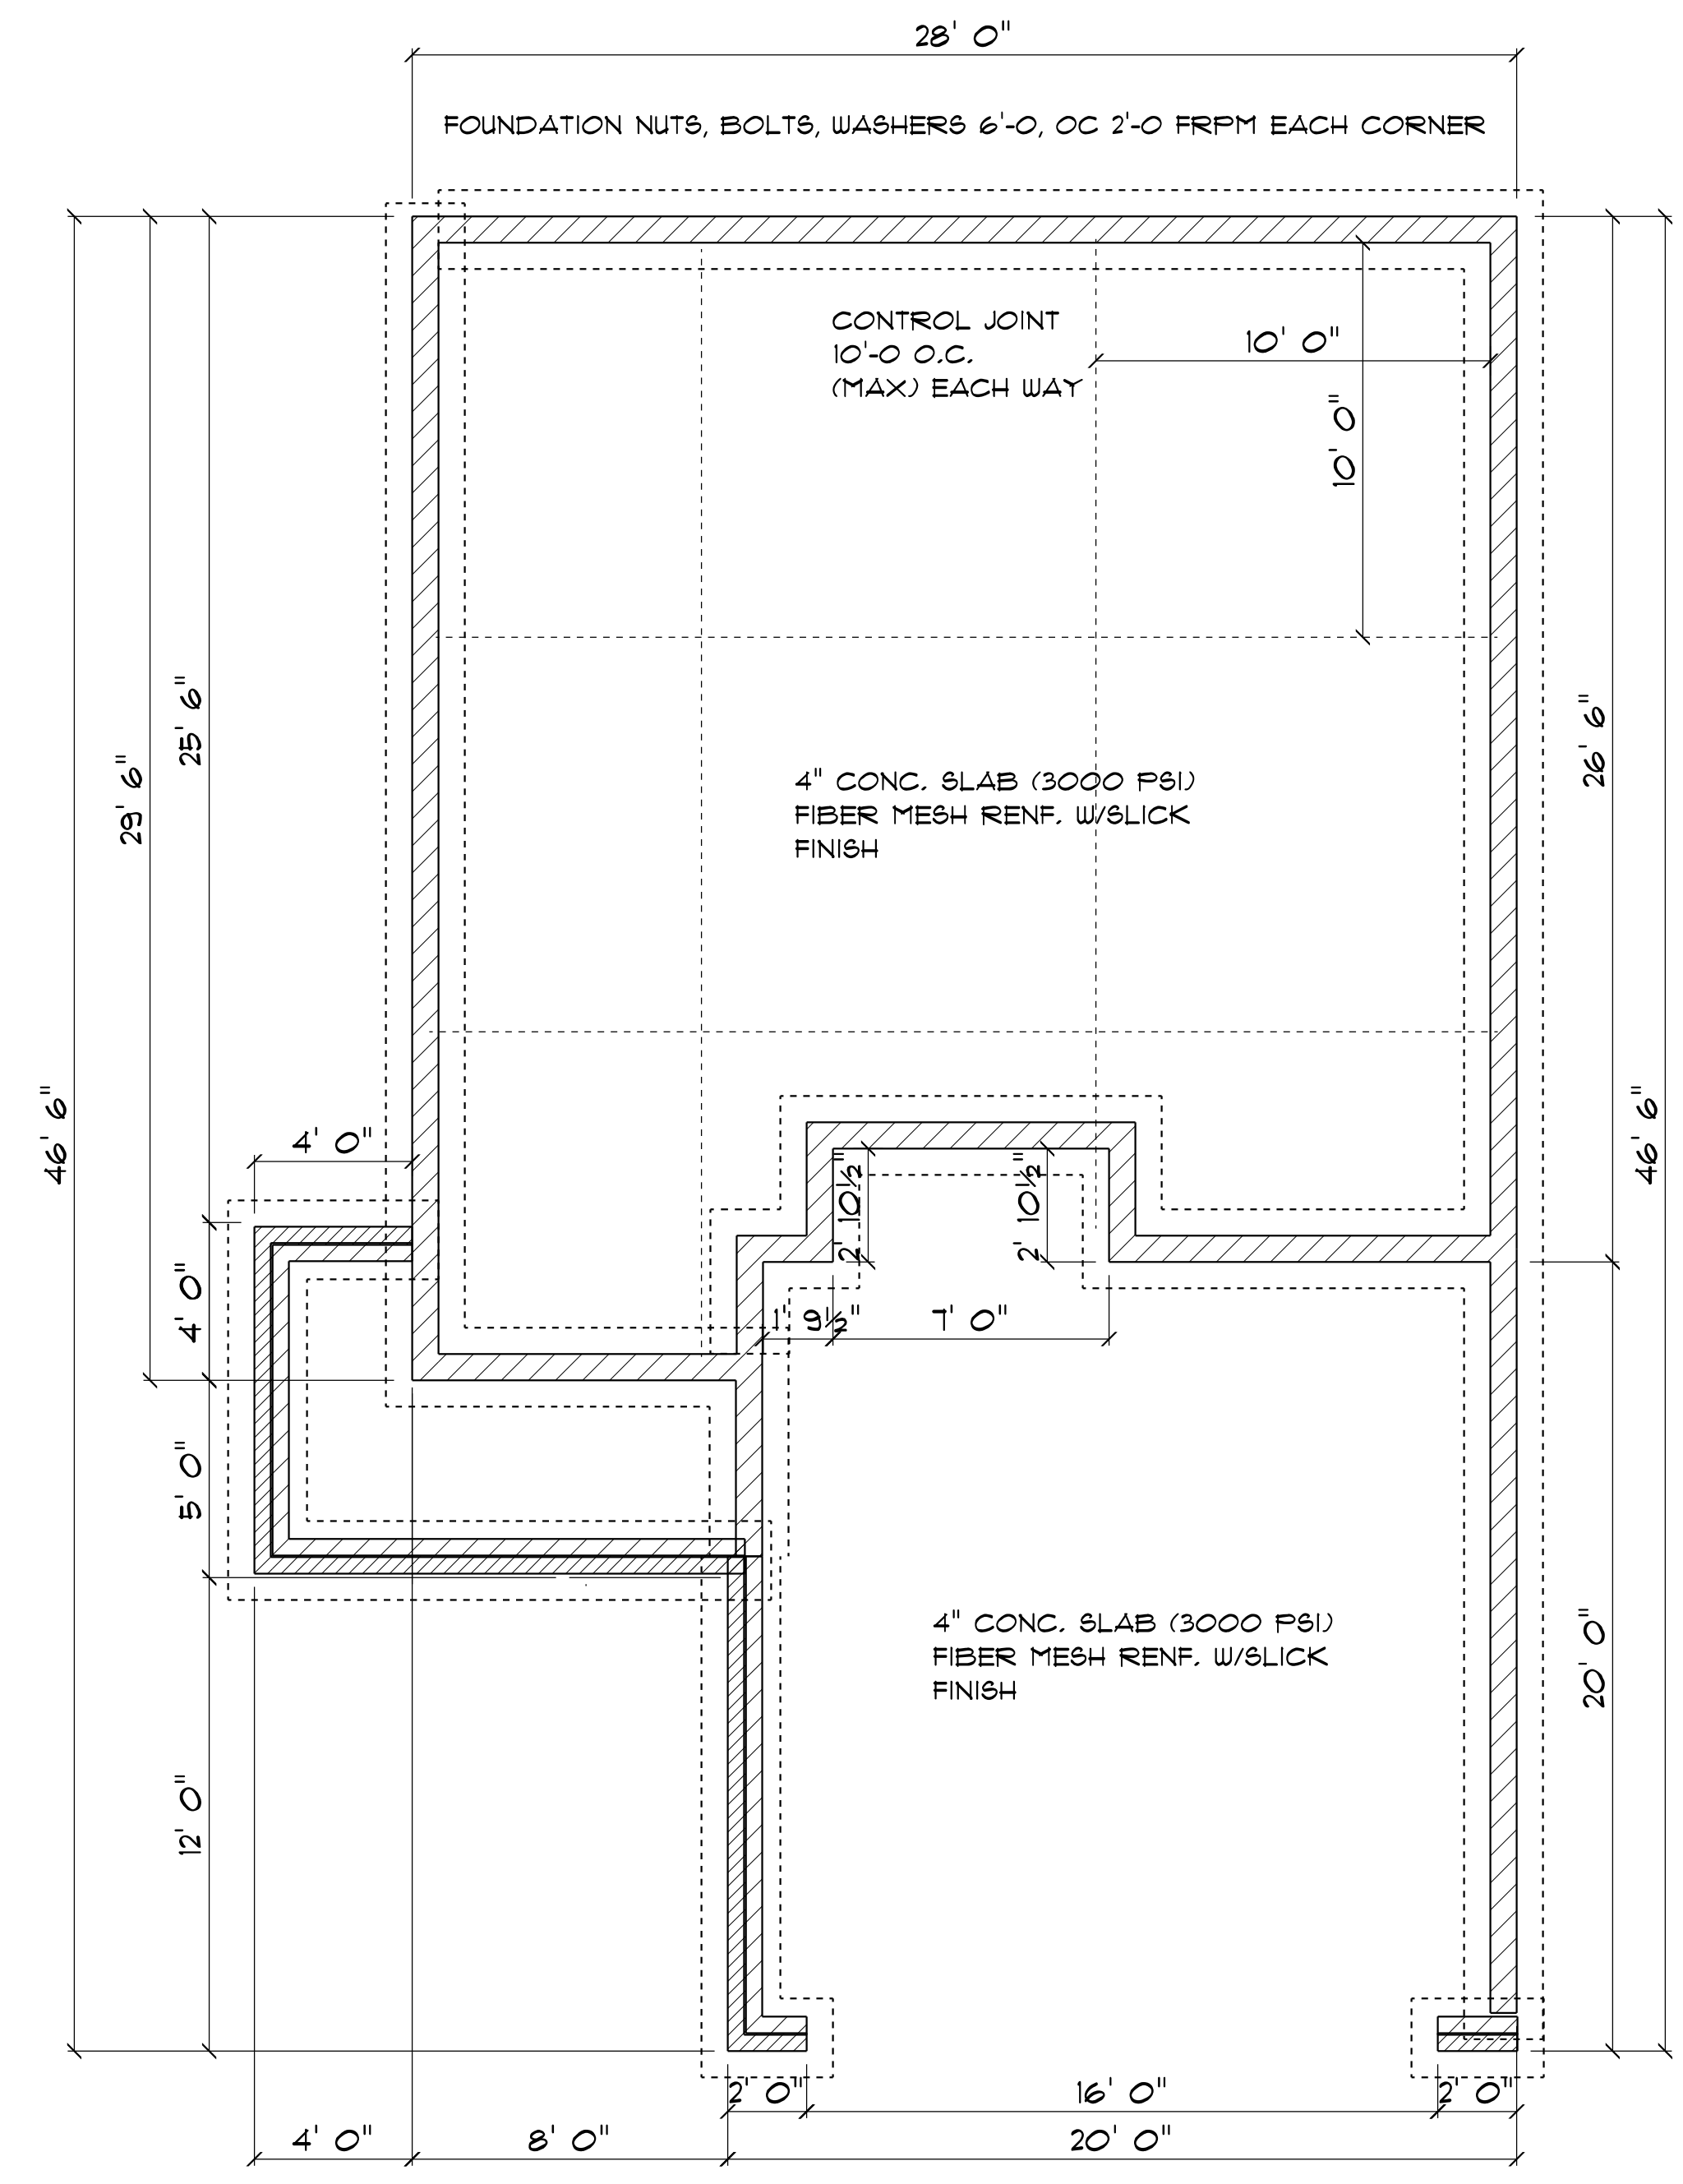 28' 0"
FOUNDATION NUTS, BOLTS, WASHERS 6'-0, OC 2'-0 FRPM EACH CORNER
CONTROL JOINT
10'-0 O.C.
(MAX) EACH WAY
10' 0"
10' 0"
25' 6"
29' 6"
46' 6"
26' 6"
46' 6"
4" CONC. SLAB (3000 PSI)
FIBER MESH RENF. W/SLICK
FINISH
4' 0"
2' 10½"
2' 10½"
4' 0"
1' 9½"
7' 0"
5' 0"
4" CONC. SLAB (3000 PSI)
FIBER MESH RENF. W/SLICK
FINISH
20' 0"
12' 0"
2' 0"
16' 0"
2' 0"
4' 0"
8' 0"
20' 0"